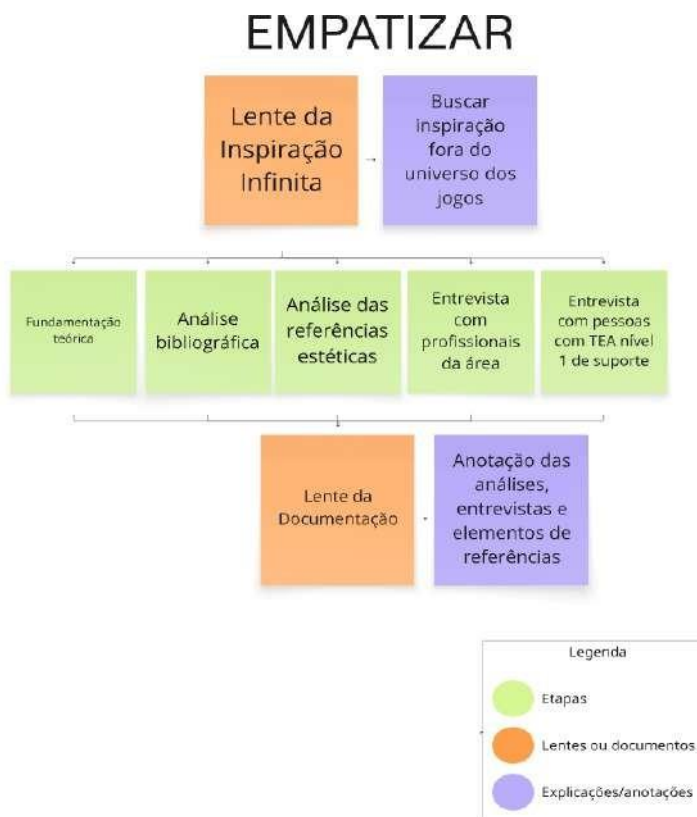 EMPATIZAR
Lente da
Inspiração
Infinita
Buscar
inspiração
fora do
universo dos
jogos
Fundamentação
teórica
Análise
bibliográfica
Análise das
referências
estéticas
Entrevista
com
profissionais
da área
Entrevista
com pessoas
com TEA nível
1 de suporte
Lente da
Documentação
Anotação das
análises,
entrevistas e
elementos de
referências
Legenda
Etapas
Lentes ou documentos
Explicações/anotações